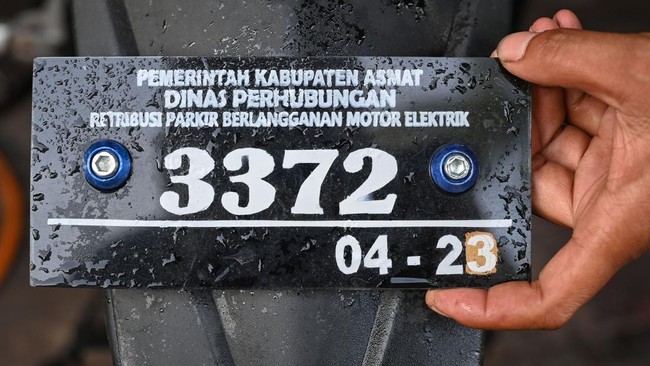 PEMERINTAH KABUPATEN ASMAT
DINAS PERHUBUNGAN
RETRIBUSI PARKIR BERLANGGANAN MOTOR ELEKTRIK
3372
04 - 23